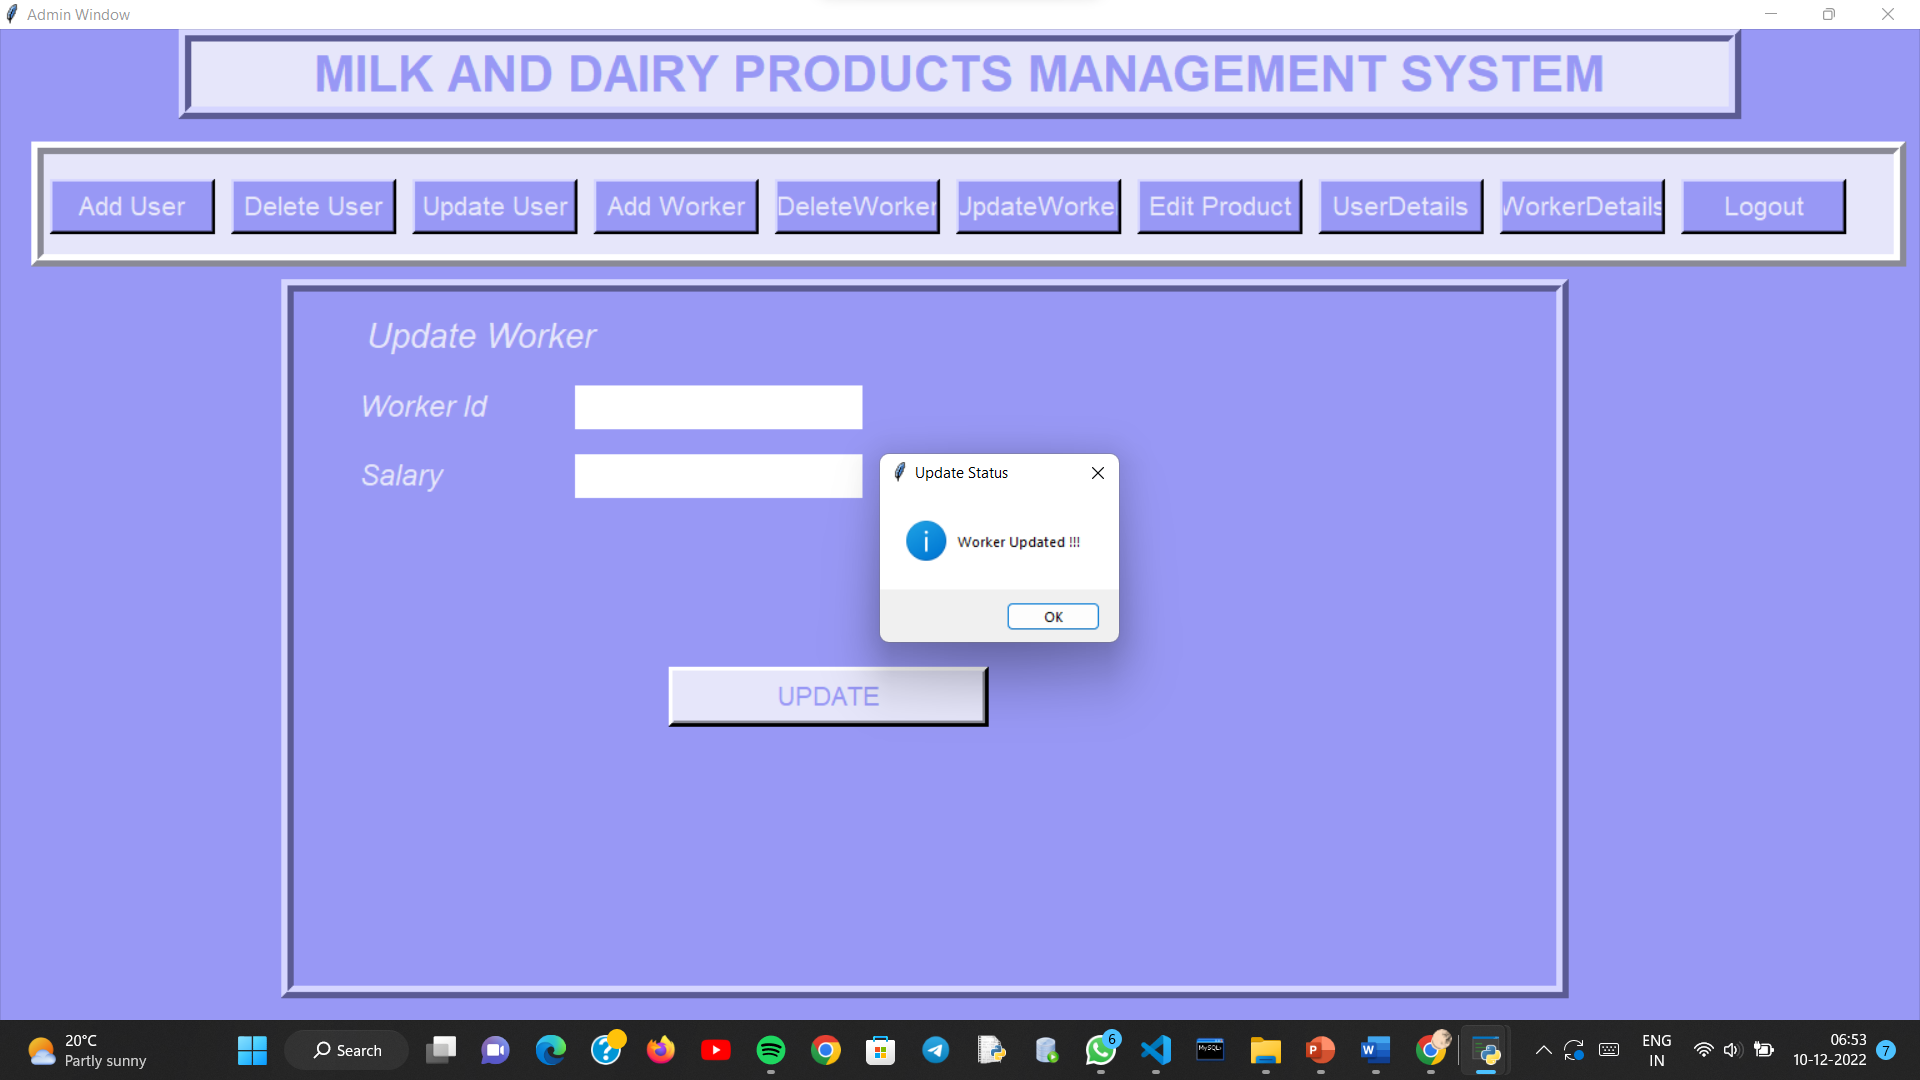 Admin Window
MILK AND DAIRY PRODUCTS MANAGEMENT SYSTEM
Add User Delete User Update User Add Worker DeleteWorker UpdateWorke Edit Product UserDetails WorkerDetails Logout
Update Worker
Worker Id
Salary
Update Status
Worker Updated !!!
OK
UPDATE
20°C
Partly sunny
Search
6
MySQL
ENG
IN
06:53
10-12-2022
7